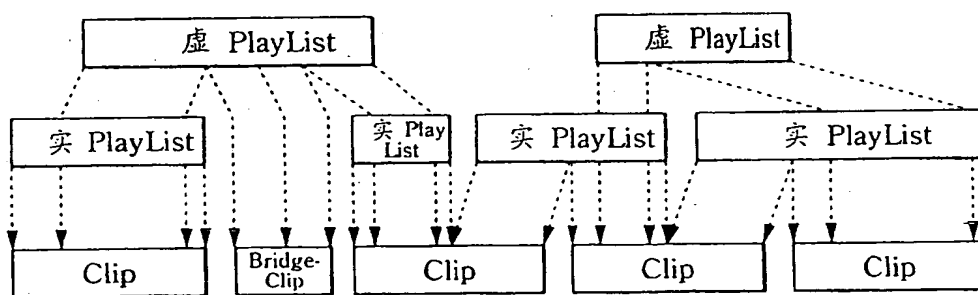 虚 PlayList
虚 PlayList
实 PlayList
实 Play
List
实 PlayList
实 PlayList
Clip
Bridge-
Clip
Clip
Clip
Clip